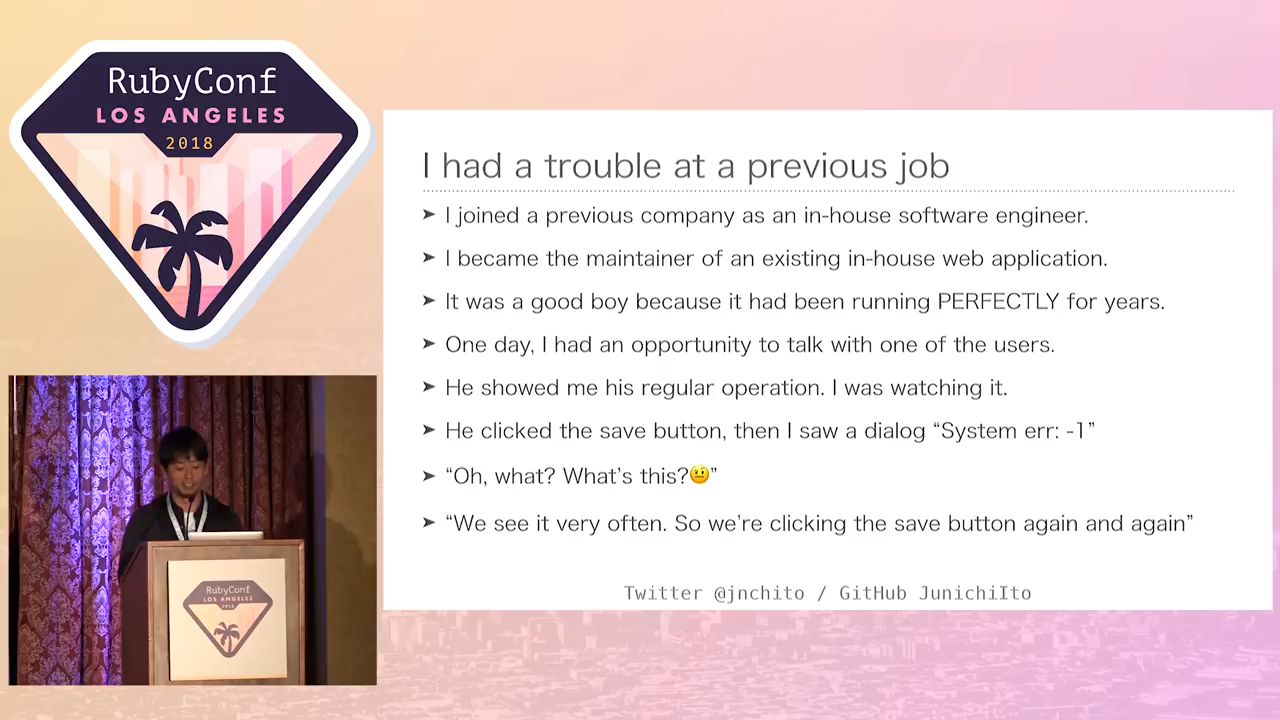 RubyConf
LOS ANGELES
2018
I had a trouble at a previous job
➤ I joined a previous company as an in-house software engineer.
➤ I became the maintainer of an existing in-house web application.
➤ It was a good boy because it had been running PERFECTLY for years.
➤ One day, I had an opportunity to talk with one of the users.
➤ He showed me his regular operation. I was watching it.
➤ He clicked the save button, then I saw a dialog “System err: -1”
➤ “Oh, what? What’s this?😐”
➤ “We see it very often. So we’re clicking the save button again and again”
Twitter @jnchito / GitHub JunichiIto
RubyConf
LOS ANGELES
2018